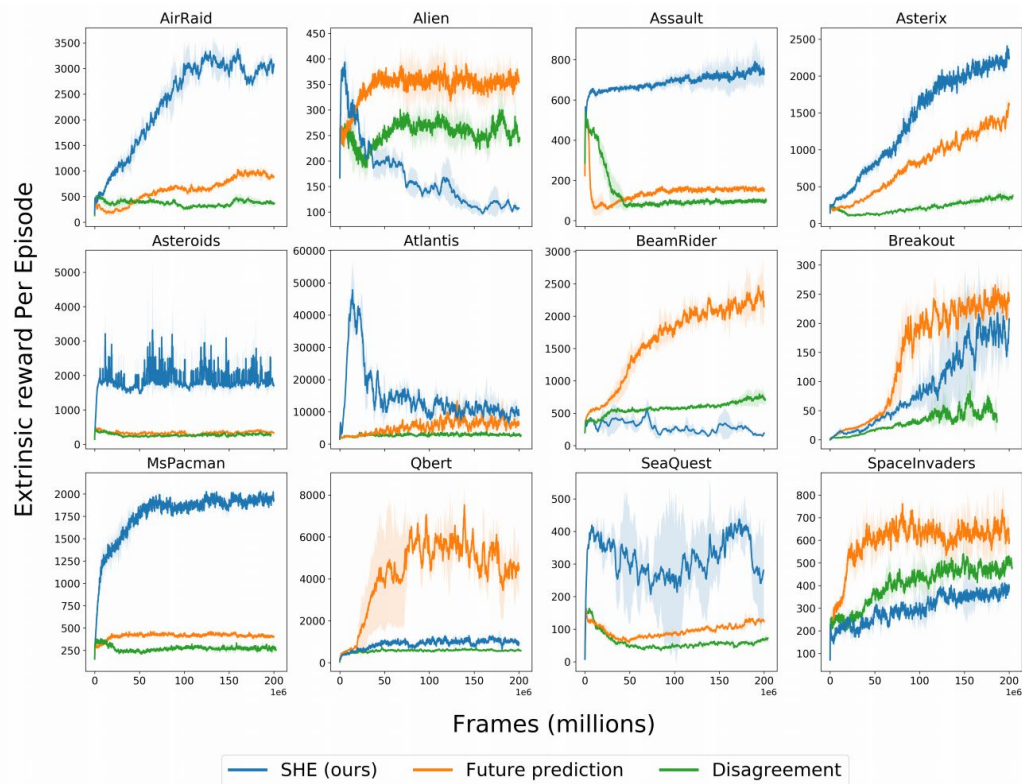 AirRaid Alien Assault Asterix
3500 450 800 2500
3000 400 2000
2500 350 600
2000 300 1500
1500 250 400 1000
1000 200 200 500
500 150
0 100 0 0
Asteroids Atlantis BeamRider Breakout
5000 60000 3000 300
4000 50000 2500 250
3000 40000 2000 200
2000 30000 1500 150
1000 20000 1000 100
0 10000 500 50
0 0 0
MsPacman Qbert SeaQuest SpaceInvaders
2000 8000 500 800
1750 6000 400 700
1500 4000 300 600
1250 2000 200 500
1000 0 100 400
750 0 300
500 200
250 100
0 50 100 150 200 0 50 100 150 200 0 50 100 150 200 0 50 100 150 200
1e6 1e6 1e6 1e6
Extrinsic reward Per Episode
Frames (millions)
SHE (ours) Future prediction Disagreement